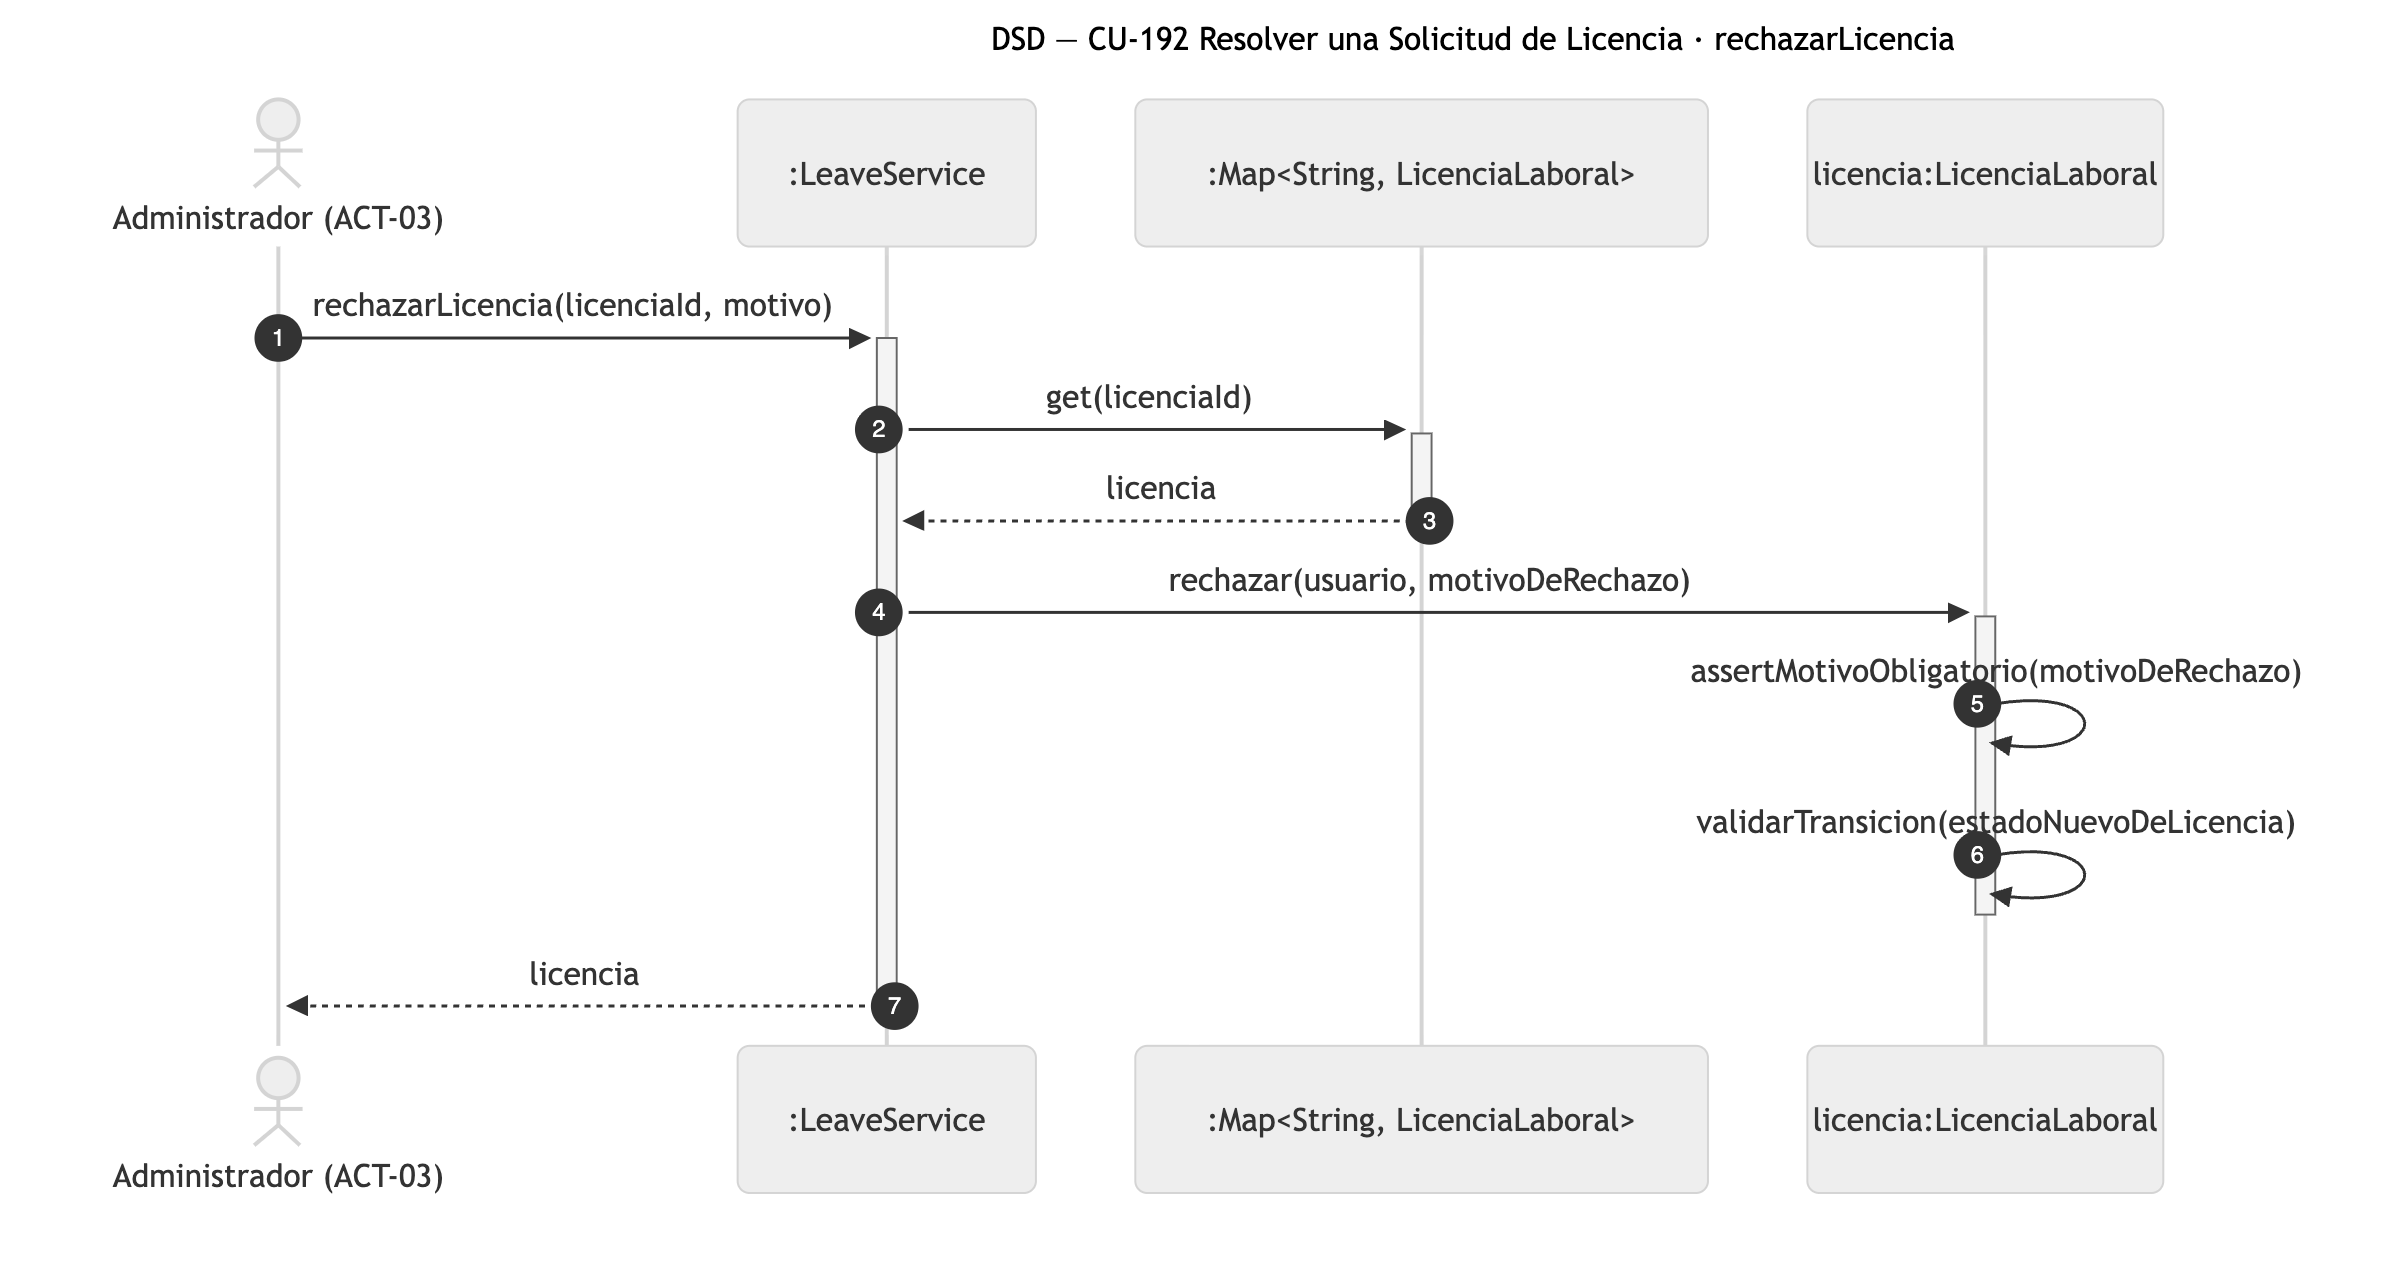 DSD — CU-192 Resolver una Solicitud de Licencia · rechazarLicencia
Administrador (ACT-03)
:LeaveService
:Map<String, LicenciaLaboral>
licencia:LicenciaLaboral
rechazarLicencia(licenciaId, motivo)
1
get(licenciaId)
2
licencia
3
rechazar(usuario, motivoDeRechazo)
4
assertMotivoObligatorio(motivoDeRechazo)
5
validarTransicion(estadoNuevoDeLicencia)
6
licencia
7
Administrador (ACT-03)
:LeaveService
:Map<String, LicenciaLaboral>
licencia:LicenciaLaboral